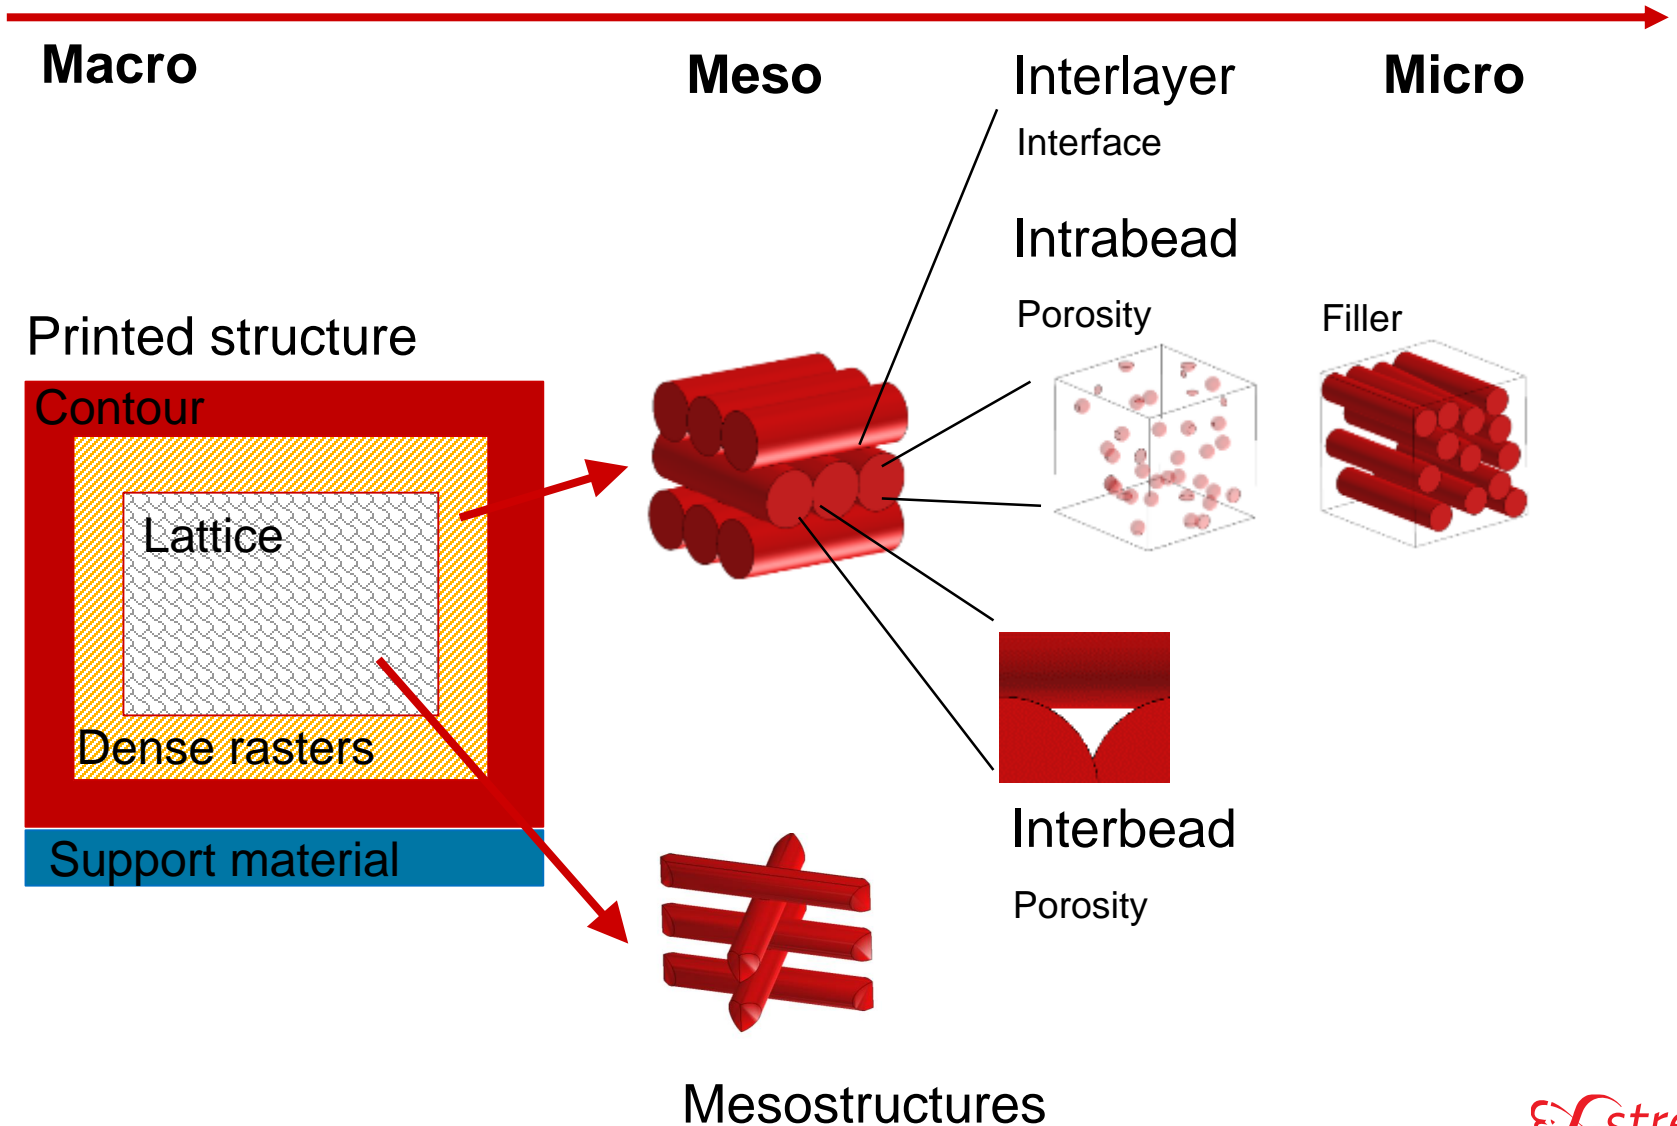 Macro
Meso
Interlayer
Micro
Interface
Intrabead
Porosity
Filler
Printed structure
Contour
Lattice
Dense rasters
Support material
Interbead
Porosity
Mesostructures